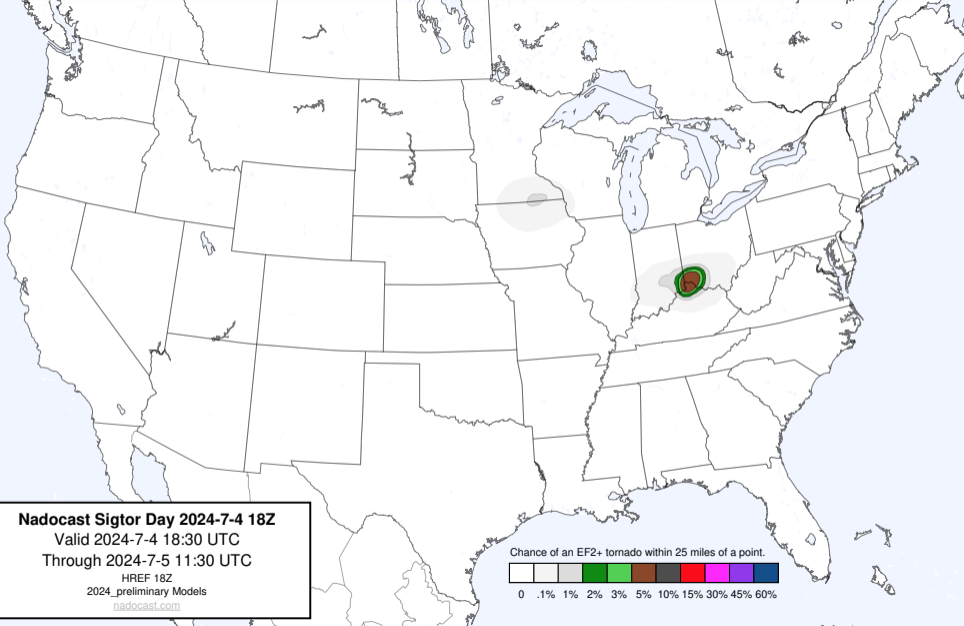 Nadocast Sigtor Day 2024-7-4 18Z
Valid 2024-7-4 18:30 UTC
Through 2024-7-5 11:30 UTC
HREF 18Z
2024_preliminary Models
nadocast.com
Chance of an EF2+ tornado within 25 miles of a point.
0 .1% 1% 2% 3% 5% 10% 15% 30% 45% 60%